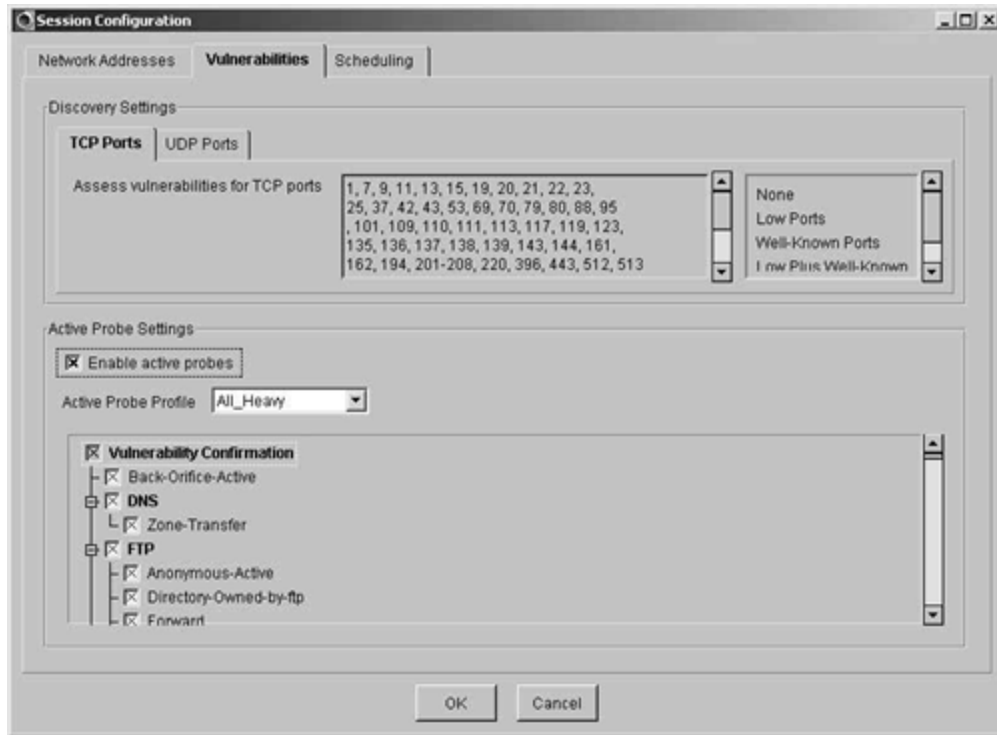 Session Configuration
Network Addresses
Vulnerabilities
Scheduling
Discovery Settings
TCP Ports
UDP Ports
Assess vulnerabilities for TCP ports
1, 7, 9, 11, 13, 15, 19, 20, 21, 22, 23,
25, 37, 42, 43, 53, 69, 70, 79, 80, 88, 95
, 101, 109, 110, 111, 113, 117, 119, 123,
135, 136, 137, 138, 139, 143, 144, 161,
162, 194, 201-208, 220, 396, 443, 512, 513
None
Low Ports
Well-Known Ports
Low Plus Well-Known
Active Probe Settings
Enable active probes
Active Probe Profile
All_Heavy
Vulnerability Confirmation
Back-Orifice-Active
DNS
Zone-Transfer
FTP
Anonymous-Active
Directory-Owned-by-ftp
Forward
OK
Cancel